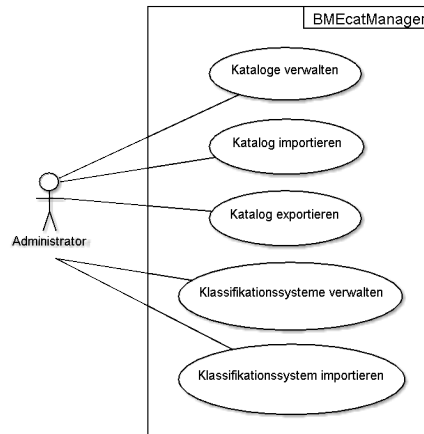 BMEcatManager
Kataloge verwalten
Katalog importieren
Katalog exportieren
Administrator
Klassifikationssysteme verwalten
Klassifikationssystem importieren